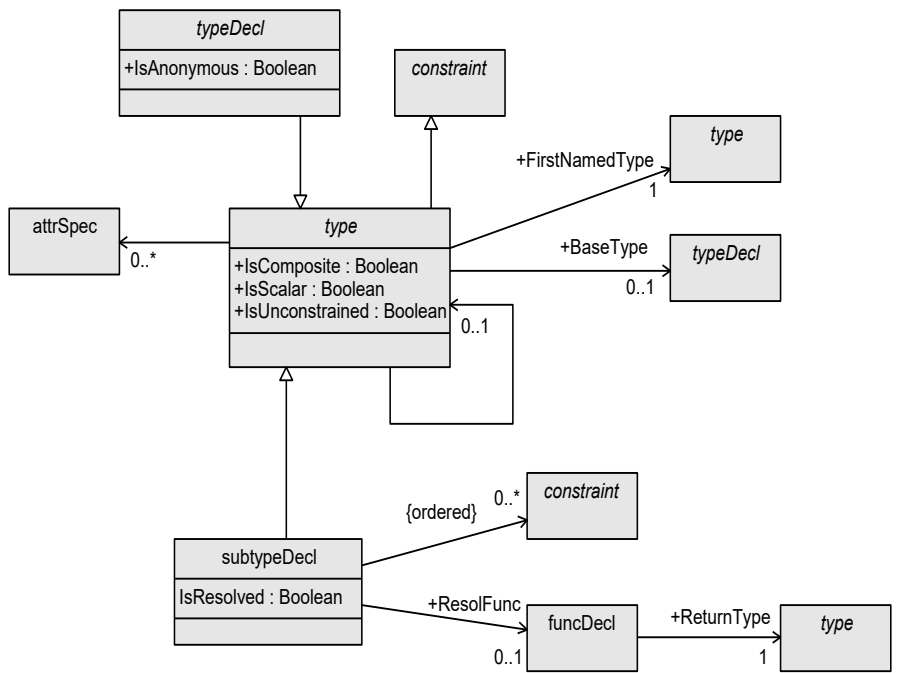 typeDecl
+IsAnonymous : Boolean
constraint
type
+FirstNamedType
1
attrSpec
0..*
type
+IsComposite : Boolean
+IsScalar : Boolean
+IsUnconstrained : Boolean
+BaseType
0..1
typeDecl
0..1
constraint
0..*
{ordered}
subtypeDecl
IsResolved : Boolean
+ResolFunc
0..1
funcDecl
+ReturnType
1
type